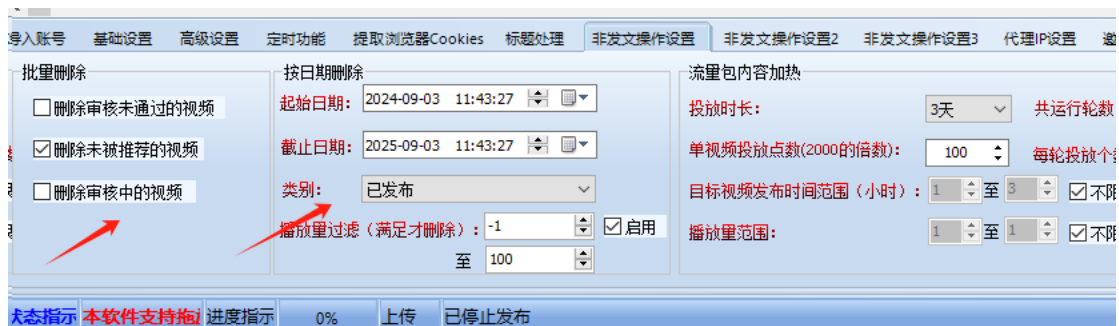 导入账号 基础设置 高级设置 定时功能 提取浏览器Cookies 标题处理 非发文操作设置 非发文操作设置2 非发文操作设置3 代理IP设置
批量删除
删除审核未通过的视频
删除未被推荐的视频
删除审核中的视频
按日期删除
起始日期: 2024-09-03 11:43:27
截止日期: 2025-09-03 11:43:27
类别: 已发布
播放量过滤（满足才删除）: -1 启用
至 100
流量包内容加热
投放时长: 3天 共运行轮数
单视频投放点数(2000的倍数): 100 每轮投放个
目标视频发布时间范围（小时）: 1 至 3 不限
播放量范围: 1 至 1 不限
状态指示 本软件支持拖 进度指示 0% 上传 已停止发布